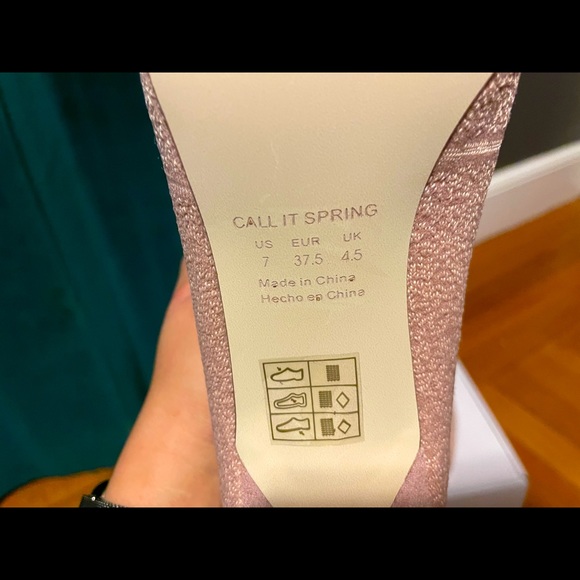 CALL IT SPRING
US EUR UK
7 37.5 4.5
Made in China
Hecho en China